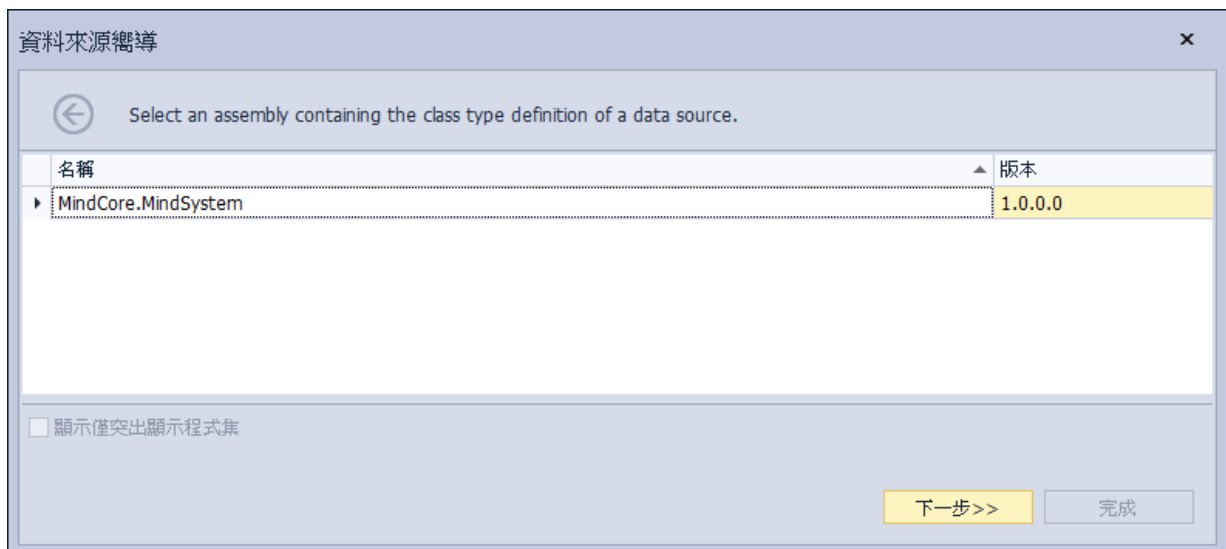 資料來源嚮導
Select an assembly containing the class type definition of a data source.
名稱 版本
MindCore.MindSystem 1.0.0.0
顯示僅突出顯示程式集
下一步>> 完成